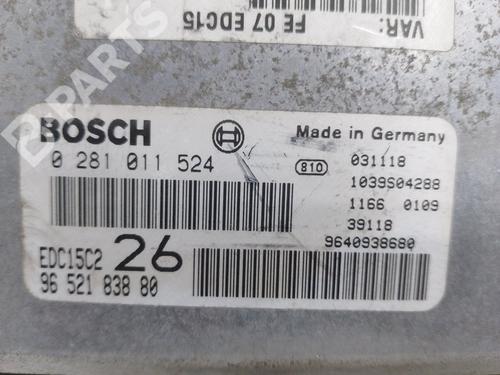 VAR:
FE 07 EDC15
B-PARTS
BOSCH
Made in Germany
0 281 011 524
810
031118
1039S04288
1166 0109
39118
9640938680
EDC15C2 26
96 521 838 80